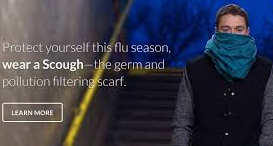 Protect yourself this flu season,
wear a Scough—the germ and
pollution filtering scarf.
LEARN MORE